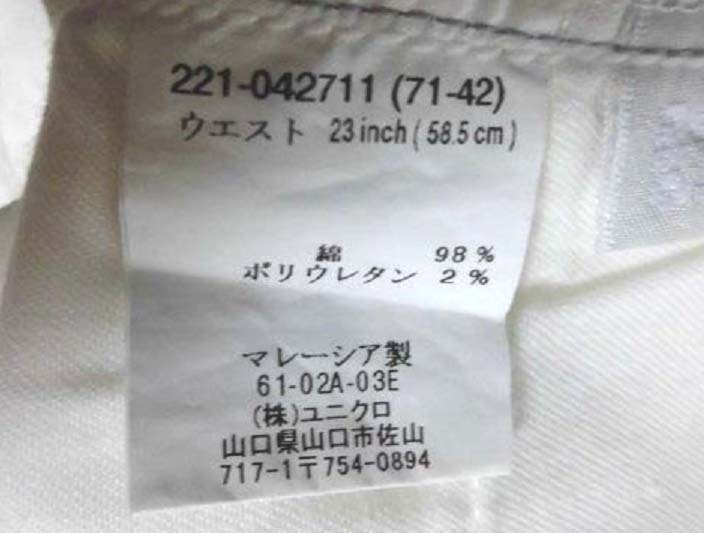 221-042711 (71-42)
ウエスト 23 inch ( 58.5 cm )
綿 98 %
ポリウレタン 2 %
マレーシア製
61-02A-03E
(株)ユニクロ
山口県山口市佐山
717-1〒754-0894